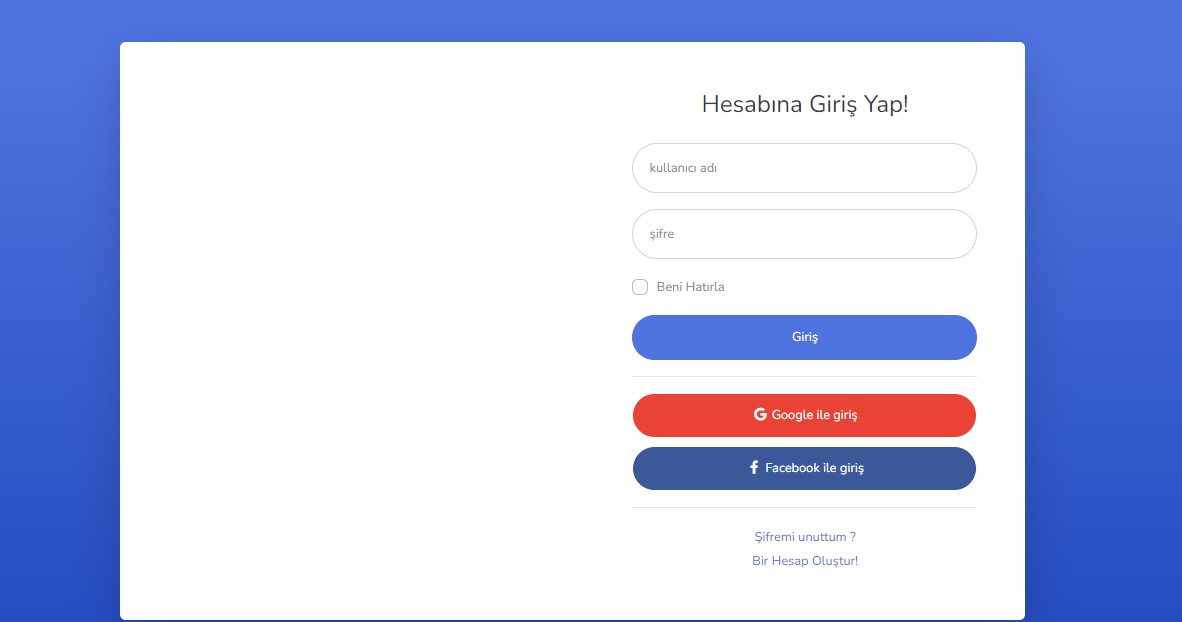 Hesabına Giriş Yap!
kullanıcı adı
şifre
Beni Hatırla
Giriş
Google ile giriş
Facebook ile giriş
Şifremi unuttum ?
Bir Hesap Oluştur!